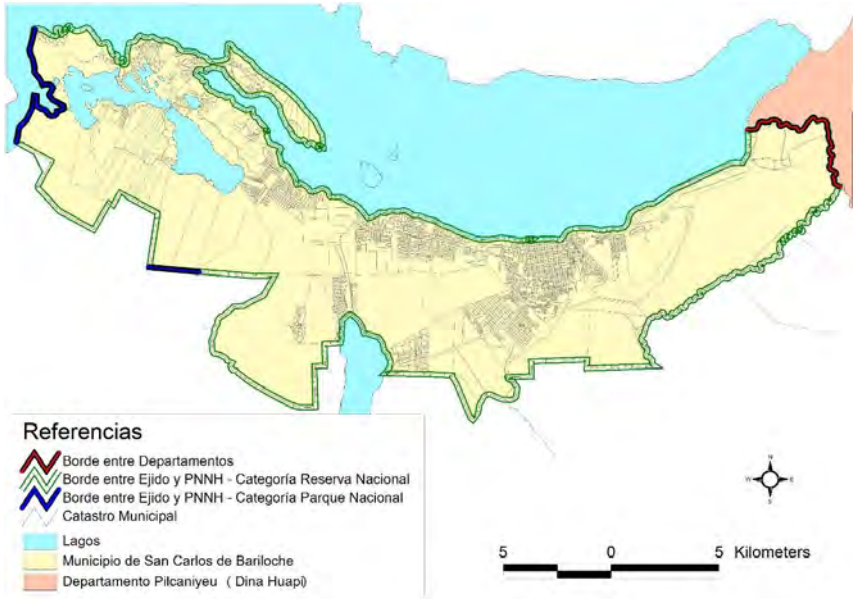 Referencias
Borde entre Departamentos
Borde entre Ejido y PNNH - Categoría Reserva Nacional
Borde entre Ejido y PNNH - Categoría Parque Nacional
Catastro Municipal
Lagos
Municipio de San Carlos de Bariloche
Departamento Pilcaniyeu ( Dina Huapi)
N
W E
S
5 0 5 Kilometers